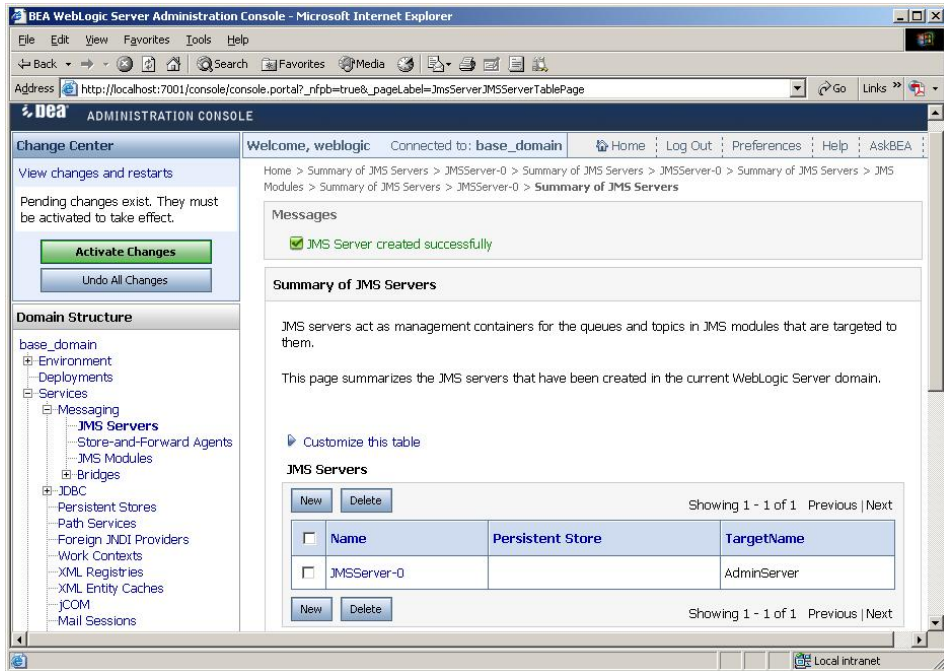 BEA WebLogic Server Administration Console - Microsoft Internet Explorer
File Edit View Favorites Tools Help
Back Search Favorites Media
Address http://localhost:7001/console/console.portal?_nfpb=true&_pageLabel=JmsServerJMSServerTablePage Go Links »
bea ADMINISTRATION CONSOLE
Change Center
View changes and restarts
Pending changes exist. They must
be activated to take effect.
Activate Changes
Undo All Changes
Domain Structure
base_domain
Environment
Deployments
Services
Messaging
JMS Servers
Store-and-Forward Agents
JMS Modules
Bridges
JDBC
Persistent Stores
Path Services
Foreign JNDI Providers
Work Contexts
XML Registries
XML Entity Caches
jCOM
Mail Sessions
Welcome, weblogic Connected to: base_domain Home Log Out Preferences Help AskBEA
Home > Summary of JMS Servers > JMSServer-0 > Summary of JMS Servers > JMSServer-0 > Summary of JMS Servers > JMS
Modules > Summary of JMS Servers > JMSServer-0 > Summary of JMS Servers
Messages
JMS Server created successfully
Summary of JMS Servers
JMS servers act as management containers for the queues and topics in JMS modules that are targeted to
them.
This page summarizes the JMS servers that have been created in the current WebLogic Server domain.
Customize this table
JMS Servers
New Delete Showing 1 - 1 of 1 Previous | Next
Name Persistent Store TargetName
JMSServer-0 AdminServer
New Delete Showing 1 - 1 of 1 Previous | Next
Local intranet